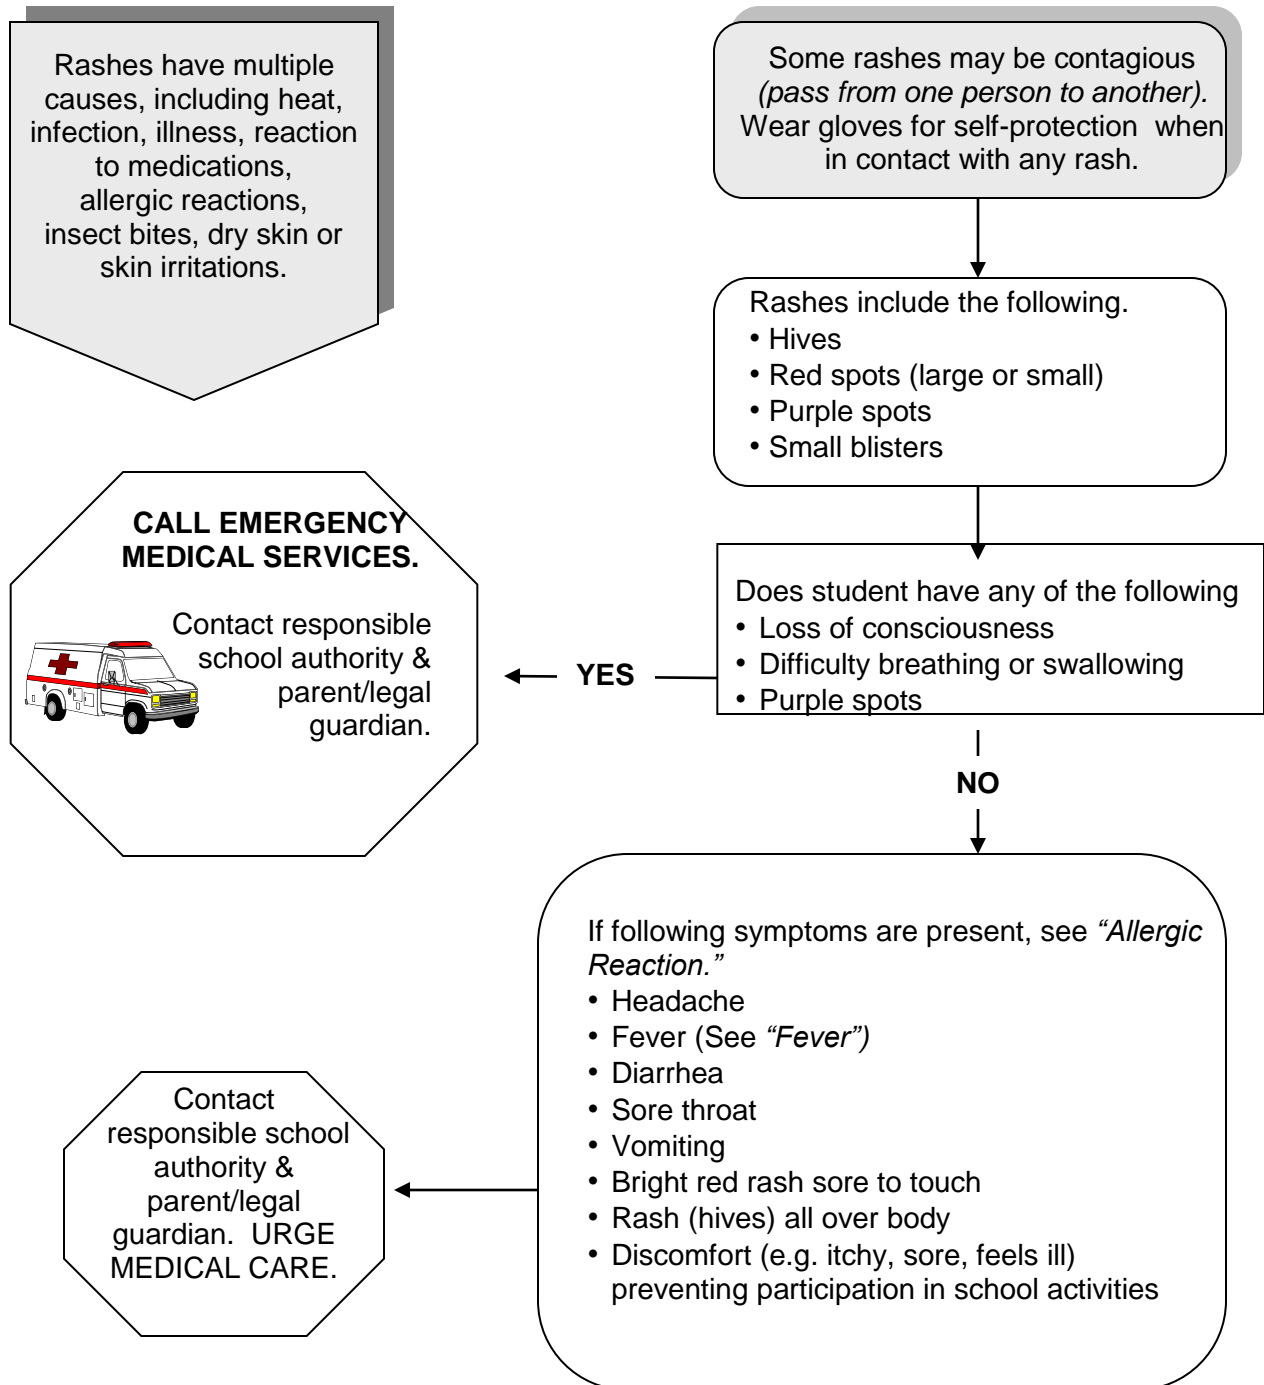 Rashes have multiple
causes, including heat,
infection, illness, reaction
to medications,
allergic reactions,
insect bites, dry skin or
skin irritations.
Some rashes may be contagious
(pass from one person to another).
Wear gloves for self-protection when
in contact with any rash.
Rashes include the following.
• Hives
• Red spots (large or small)
• Purple spots
• Small blisters
CALL EMERGENCY
MEDICAL SERVICES.
Contact responsible
school authority &
parent/legal
guardian.
YES
Does student have any of the following
• Loss of consciousness
• Difficulty breathing or swallowing
• Purple spots
NO
If following symptoms are present, see “Allergic
Reaction.”
• Headache
• Fever (See “Fever”)
• Diarrhea
• Sore throat
• Vomiting
• Bright red rash sore to touch
• Rash (hives) all over body
• Discomfort (e.g. itchy, sore, feels ill)
preventing participation in school activities
Contact
responsible school
authority &
parent/legal
guardian. URGE
MEDICAL CARE.